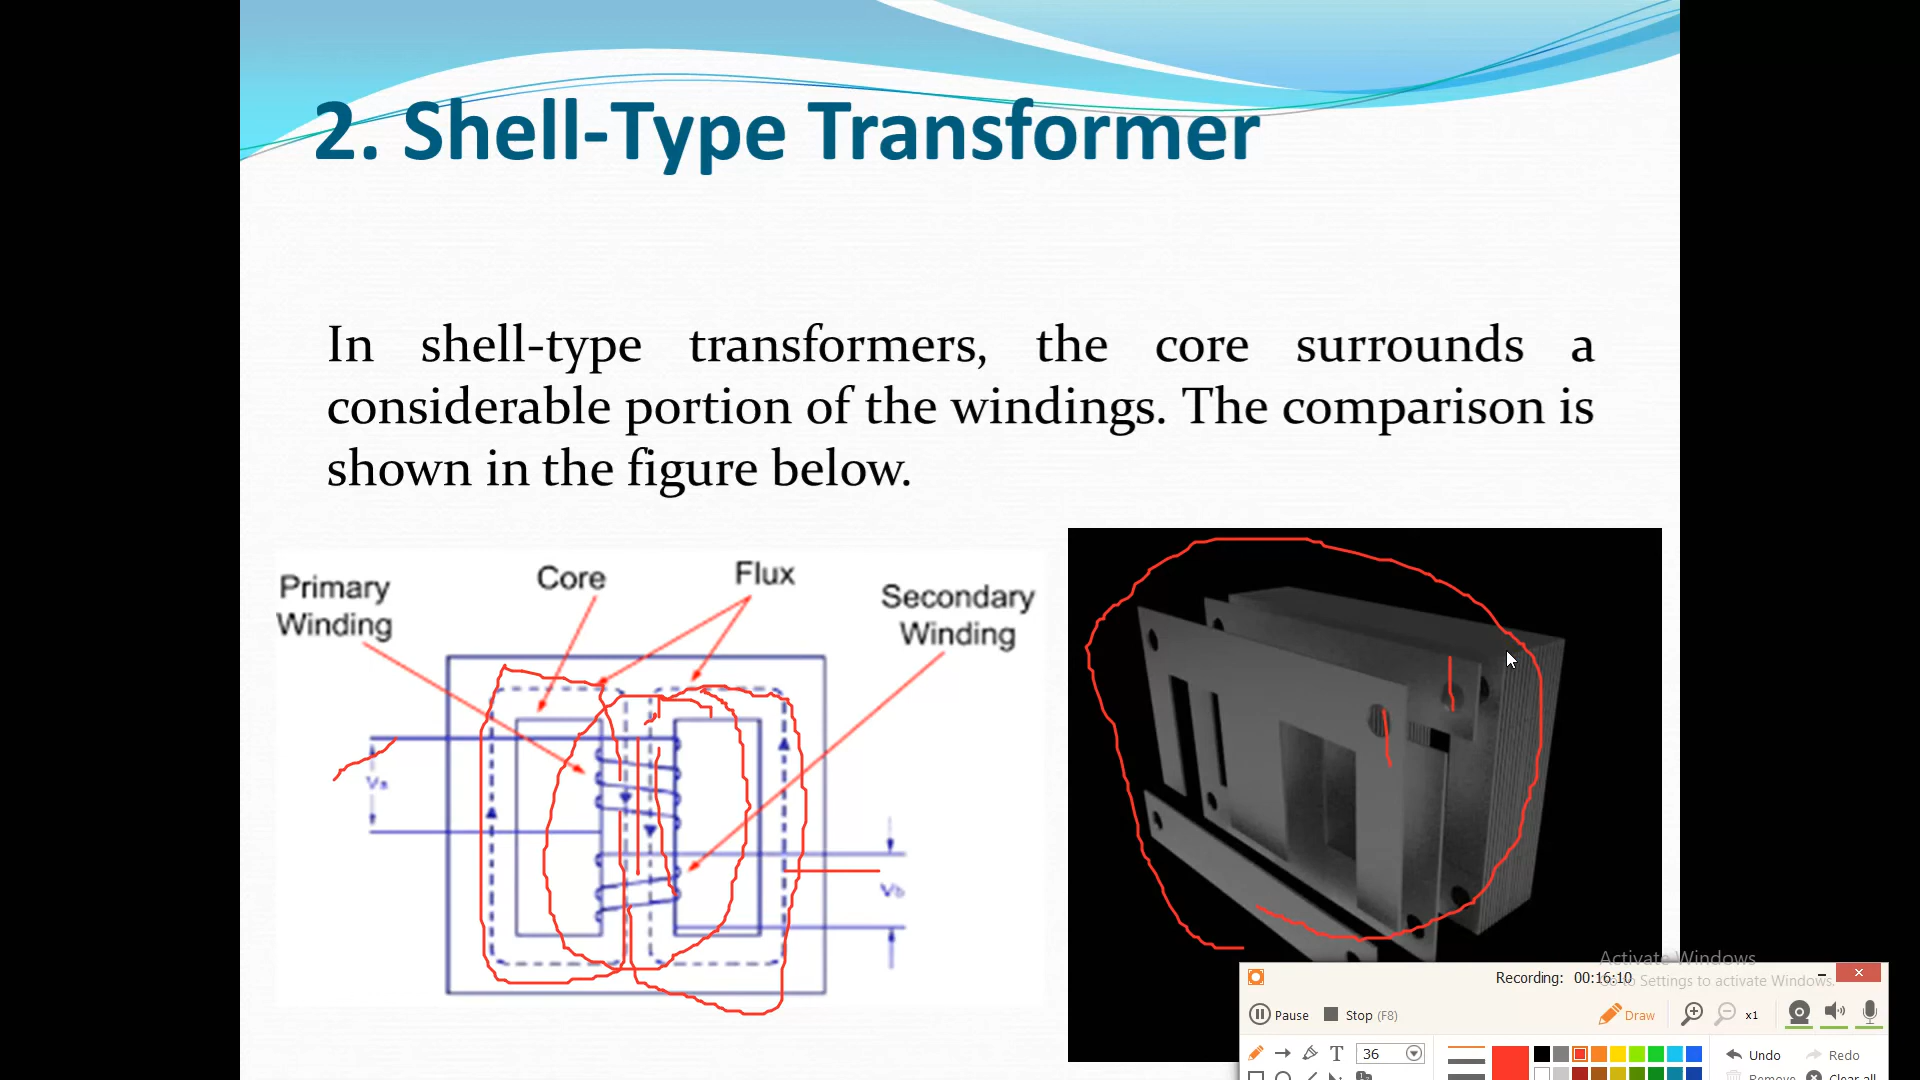 2. Shell-Type Transformer
In shell-type transformers, the core surrounds a
considerable portion of the windings. The comparison is
shown in the figure below.
Primary
Winding
Core
Flux
Secondary
Winding
Va
Vb
Activate Windows
Go to Settings to activate Windows.
Recording: 00:16:10
Pause
Stop (F8)
Draw
x1
T
36
Undo
Redo
Remove
Clear all